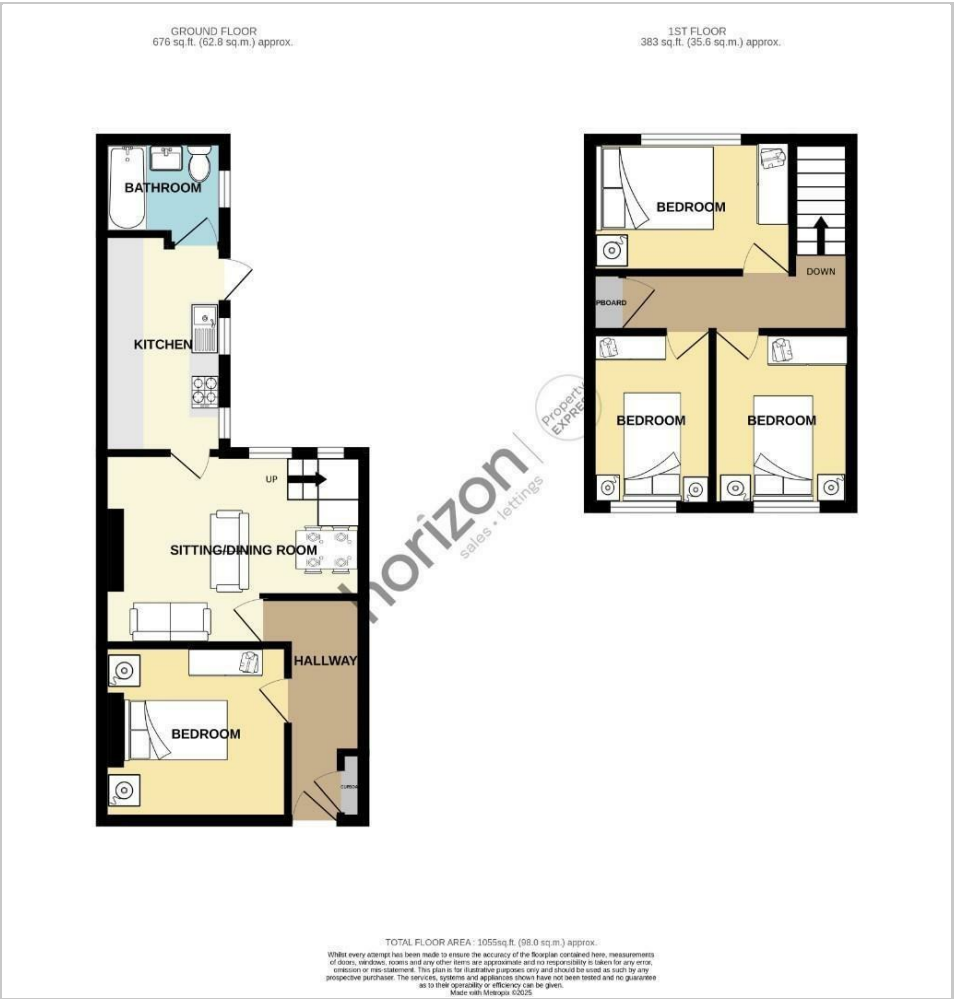 GROUND FLOOR
676 sq.ft. (62.8 sq.m.) approx.
1ST FLOOR
383 sq.ft. (35.6 sq.m.) approx.
BATHROOM
KITCHEN
UP
SITTING/DINING ROOM
HALLWAY
BEDROOM
BEDROOM
DOWN
PBOARD
BEDROOM
BEDROOM
horizon
sales • lettings
Property
EXPRE
TOTAL FLOOR AREA : 1055sq.ft. (98.0 sq.m.) approx.
Whilst every attempt has been made to ensure the accuracy of the floorplan contained here, measurements
of doors, windows, rooms and any other items are approximate and no responsibility is taken for any error,
omission or mis-statement. This plan is for illustrative purposes only and should be used as such by any
prospective purchaser. The services, systems and appliances shown have not been tested and no guarantee
as to their operability or efficiency can be given.
Made with Metropix ©2025